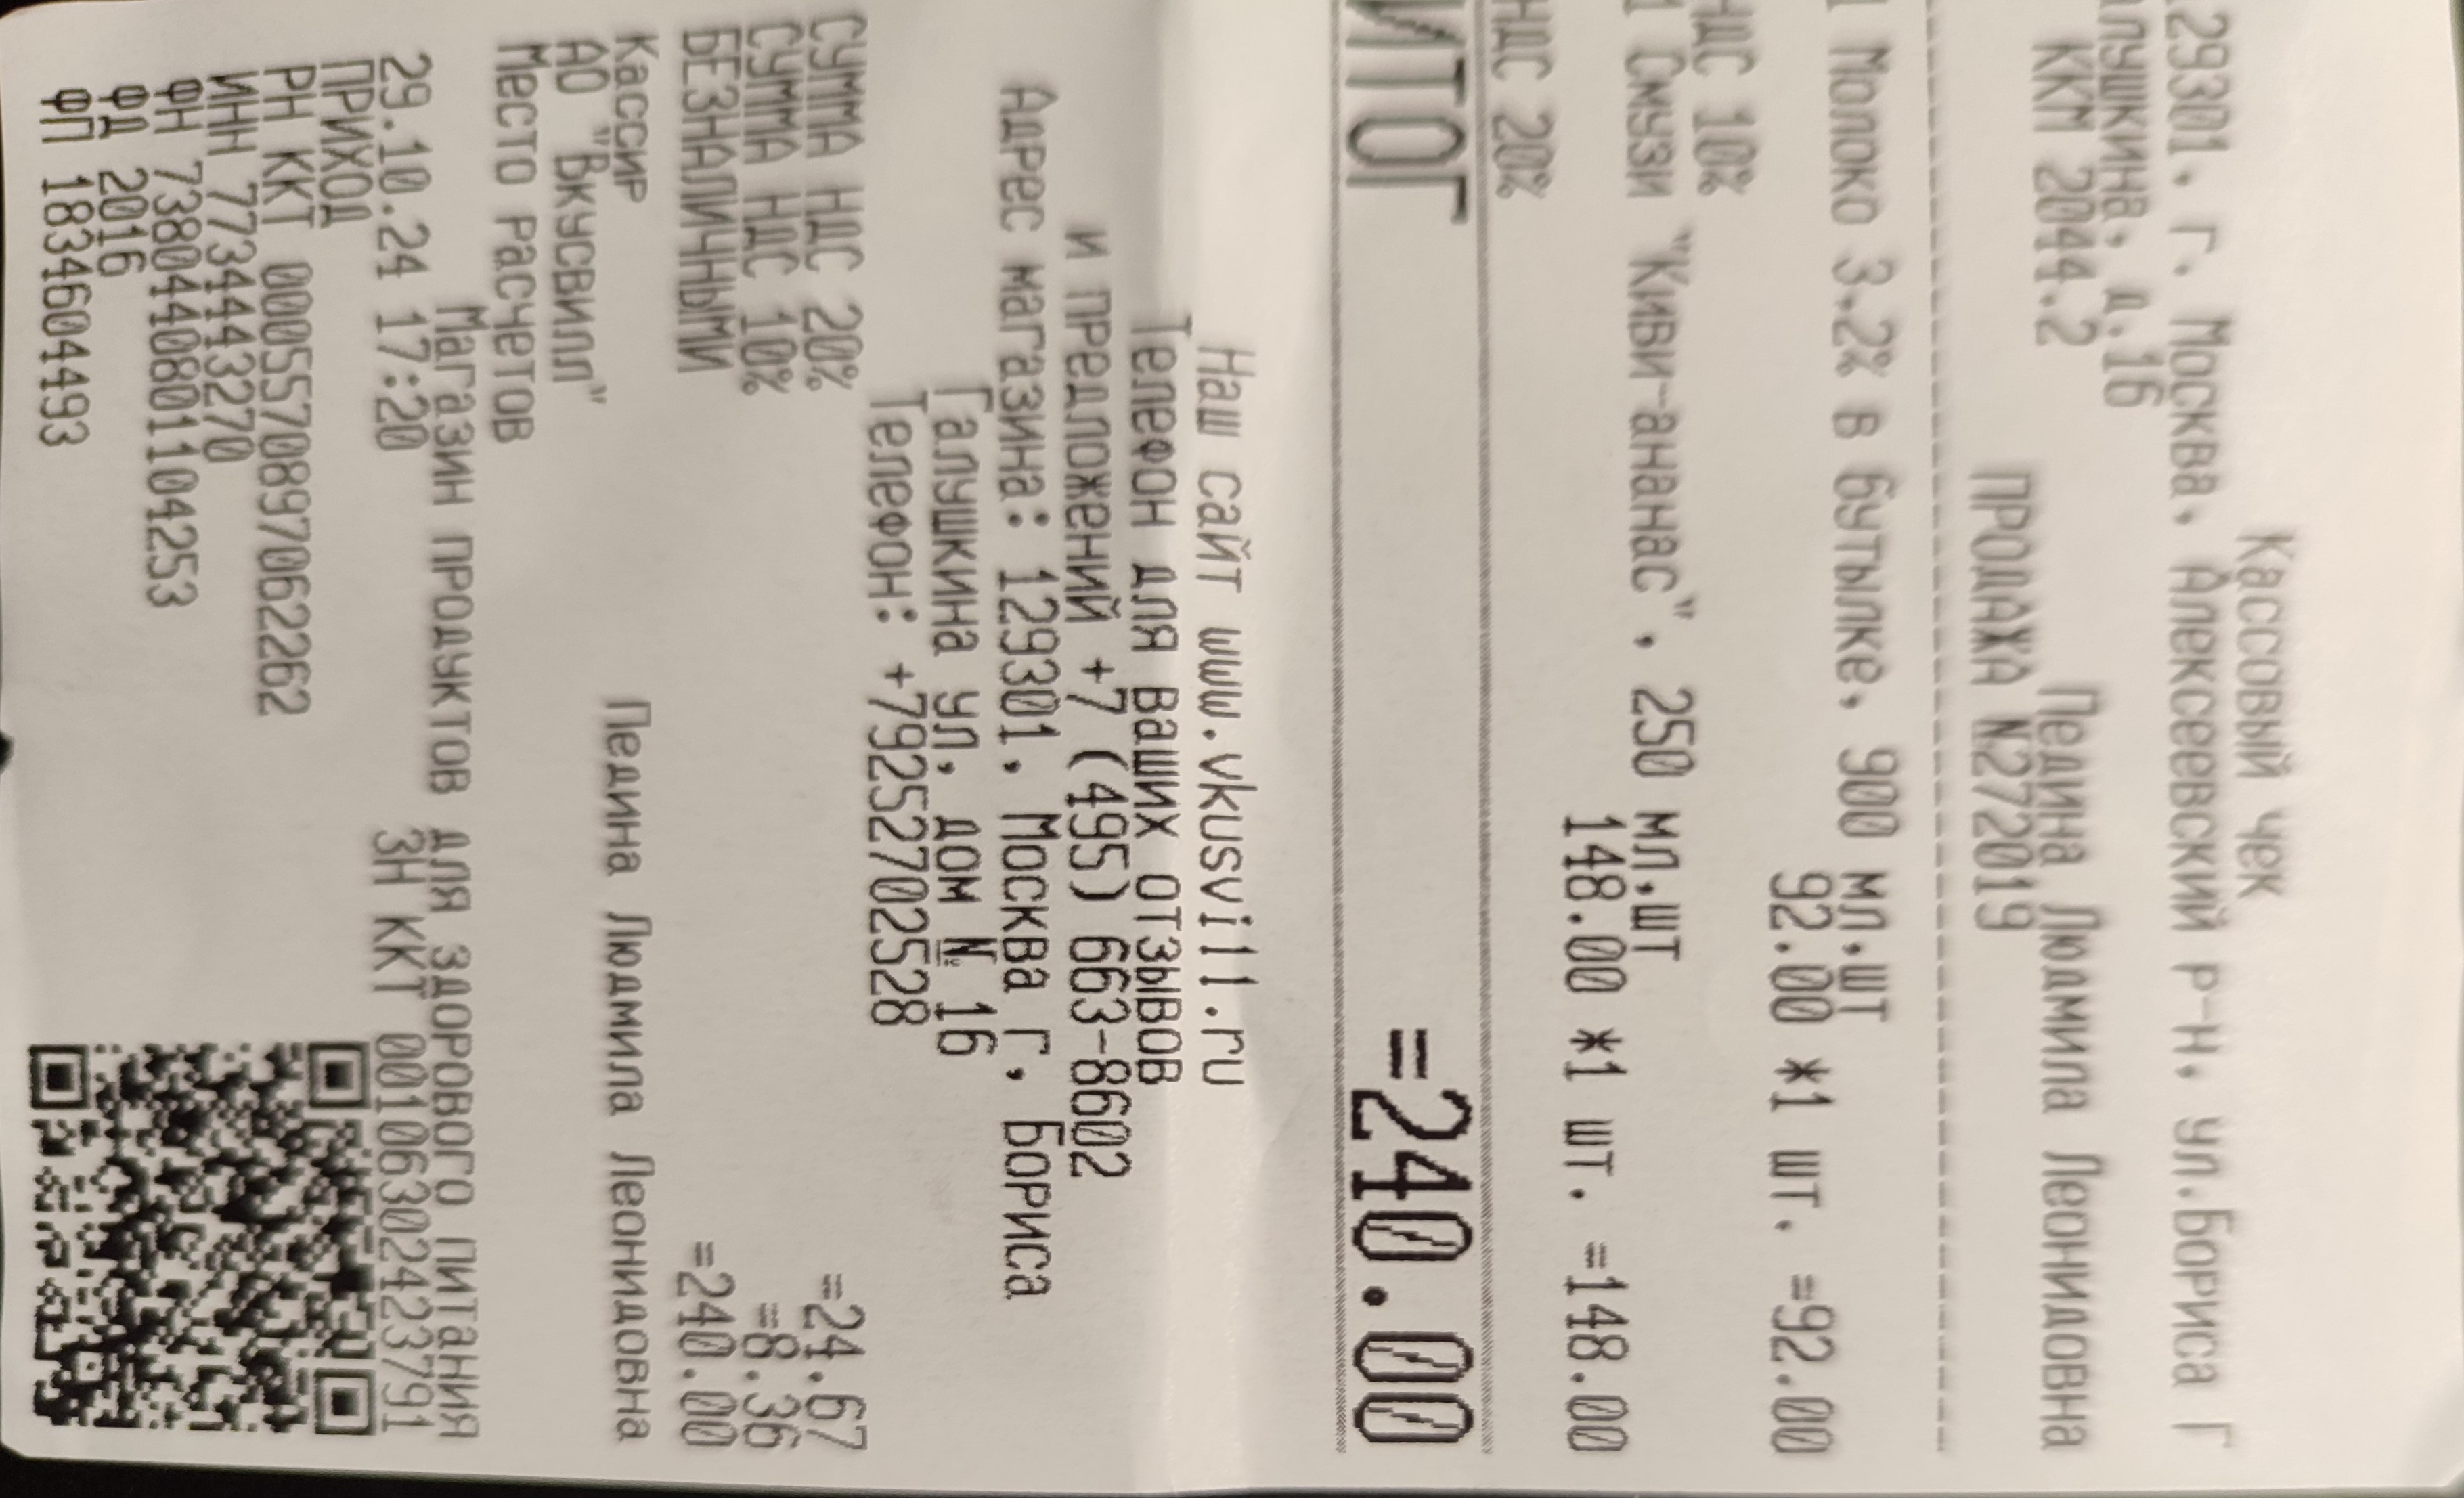 Кассовый чек
129301, г. Москва, Алексеевский р-н, ул.Бориса Г
алушкина, д.16
ККМ 2044.2 Педина Людмила Леонидовна
ПРОДАЖА N272019
1 Молоко 3.2% в бутылке, 900 мл,шт
92.00 *1 шт. =92.00
НДС 10%
1 Смузи "Киви-ананас", 250 мл,шт
148.00 *1 шт. =148.00
НДС 20%
ИТОГ =240.00
Наш сайт www.vkusvill.ru
Телефон для ваших отзывов
и предложений +7 (495) 663-8602
Адрес магазина: 129301, Москва г, Бориса
Галушкина ул, дом № 16
Телефон: +79252702528
СУММА НДС 20% =24.67
СУММА НДС 10% =8.36
БЕЗНАЛИЧНЫМИ =240.00
Кассир Педина Людмила Леонидовна
АО "Вкусвилл"
Место расчетов
Магазин продуктов для здорового питания
29.10.24 17:20 ЗН ККТ 00106302423791
ПРИХОД
РН ККТ 0005570897062262
ИНН 7734443270
ФН 7380440801104253
ФД 2016
ФП 1834604493